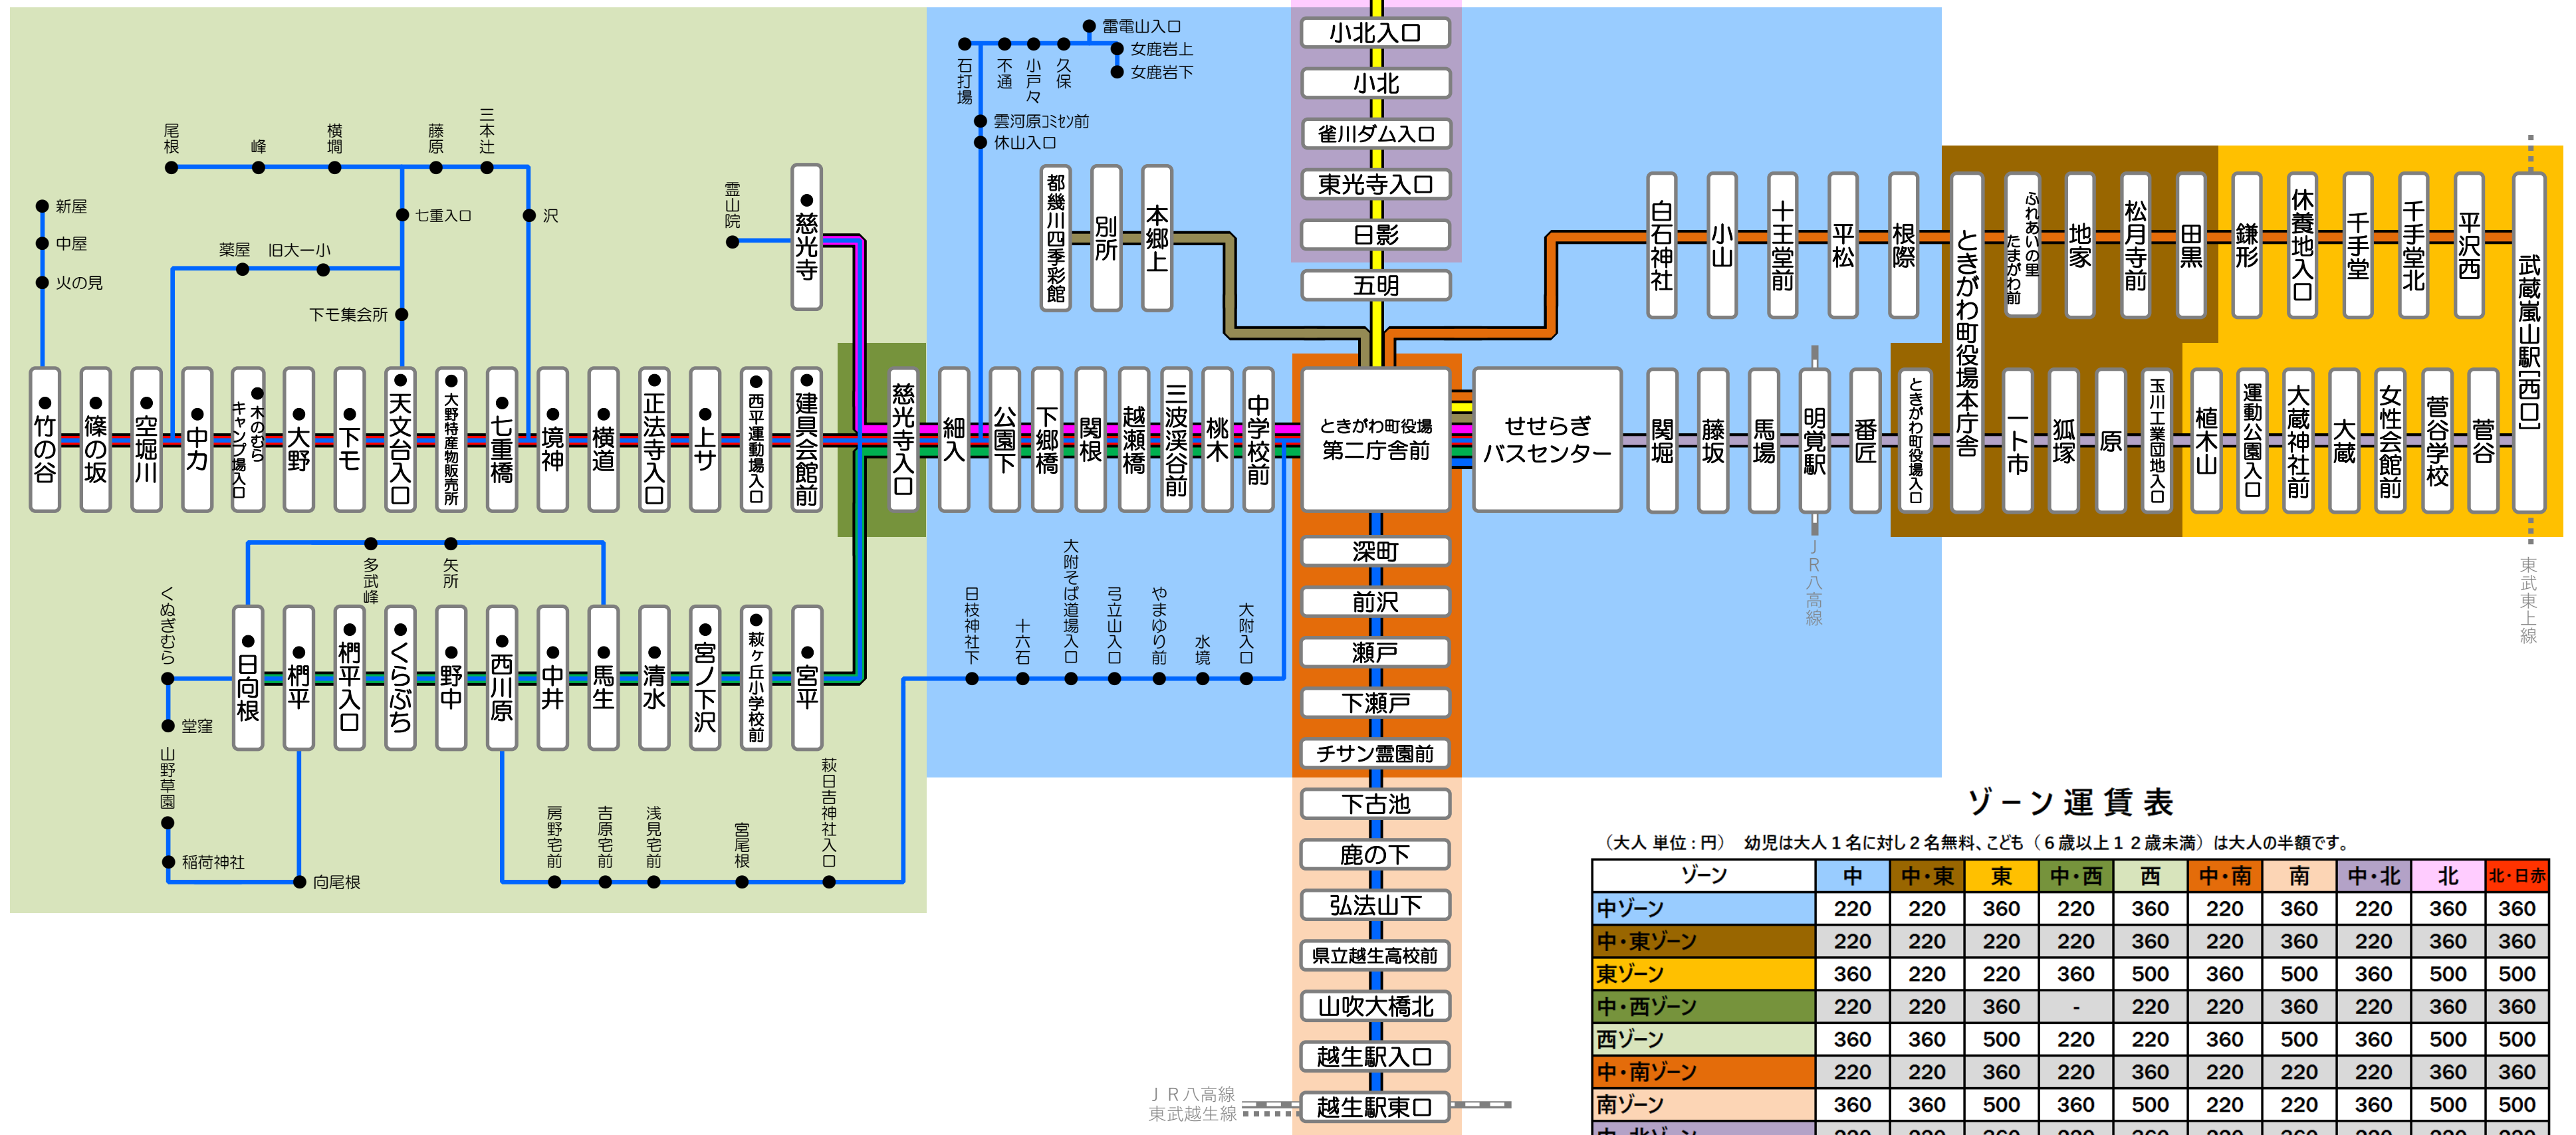 雷電山入口
女鹿岩上
女鹿岩下
石打場
不通
小戸々
久保
雲河原ｺﾐｾﾝ前
休山入口
小北入口
小北
雀川ダム入口
東光寺入口
日影
五明
尾根
峰
横墹
藤原
三本辻
新屋
中屋
火の見
七重入口
沢
薬屋
旧大一小
下モ集会所
霊山院
●慈光寺
都幾川四季彩館
別所
本郷上
白石神社
小山
十王堂前
平松
根際
ときがわ町役場本庁舎
ふれあいの里
たまがわ前
地家
松月寺前
田黒
鎌形
休養地入口
千手堂
千手堂北
平沢西
武蔵嵐山駅[西口]
●竹の谷
●篠の坂
●空堀川
●中カ
●木のむら
キャンプ場入口
●大野
●下モ
●天文台入口
●大野特産物販売所
●七重橋
●境神
●横道
●正法寺入口
●上サ
●西平運動場入口
●建具会館前
慈光寺入口
細入
公園下
下郷橋
関根
越瀬橋
三波渓谷前
桃木
中学校前
ときがわ町役場
第二庁舎前
せせらぎ
バスセンター
関堀
藤坂
馬場
明覚駅
番匠
ときがわ町役場入口
一ト市
狐塚
原
玉川工業団地入口
植木山
運動公園入口
大蔵神社前
大蔵
女性会館前
菅谷学校
菅谷
ＪＲ八高線
東武東上線
多武峰
矢所
くぬぎむら
堂窪
山野草園
稲荷神社
向尾根
●日向根
●椚平
●椚平入口
●くらぶち
●野中
●西川原
●中井
●馬生
●清水
●宮ノ下沢
●萩ヶ丘小学校前
●宮平
房野宅前
吉原宅前
浅見宅前
宮尾根
萩日吉神社入口
日枝神社下
十六石
大附そば道場入口
弓立山入口
やまゆり前
水境
大附入口
深町
前沢
瀬戸
下瀬戸
チサン霊園前
下古池
鹿の下
弘法山下
県立越生高校前
山吹大橋北
越生駅入口
越生駅東口
ＪＲ八高線
東武越生線
ゾーン運賃表
（大人 単位：円）　幼児は大人１名に対し２名無料、こども（６歳以上１２歳未満）は大人の半額です。
ゾーン 中 中・東 東 中・西 西 中・南 南 中・北 北 北・日赤
中ゾーン 220 220 360 220 360 220 360 220 360 360
中・東ゾーン 220 220 220 220 360 220 360 220 360 360
東ゾーン 360 220 220 360 500 360 500 360 500 500
中・西ゾーン 220 220 360 - 220 220 360 220 360 360
西ゾーン 360 360 500 220 220 360 500 360 500 500
中・南ゾーン 220 220 360 220 360 220 220 220 360 360
南ゾーン 360 360 500 360 500 220 220 360 500 500